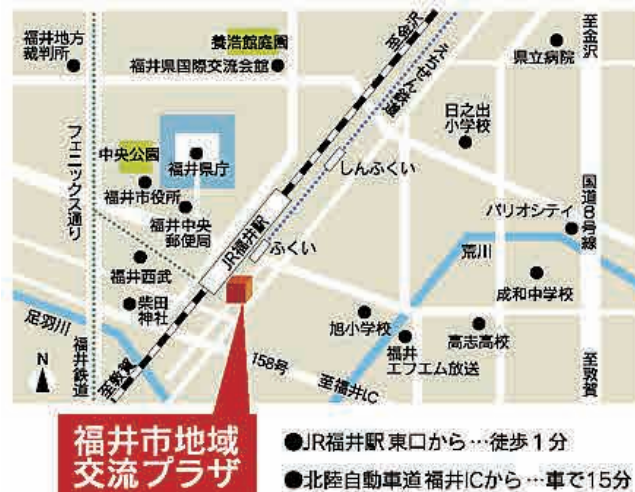 福井地方
裁判所
養浩館庭園
福井県国際交流会館
至金沢
えちぜん鉄道
県立病院
至金沢
日之出
小学校
フェニックス通り
中央公園
福井県庁
しんふくい
福井市役所
福井中央
郵便局
JR福井駅
ふくい
国道8号線
パリオシティ
荒川
福井西武
成和中学校
柴田
神社
足羽川
旭小学校
高志高校
福井
エフエム放送
N
福井鉄道
至敦賀
158号
至福井IC
至敦賀
福井市地域
交流プラザ
●JR福井駅東口から…徒歩1分
●北陸自動車道 福井ICから…車で15分